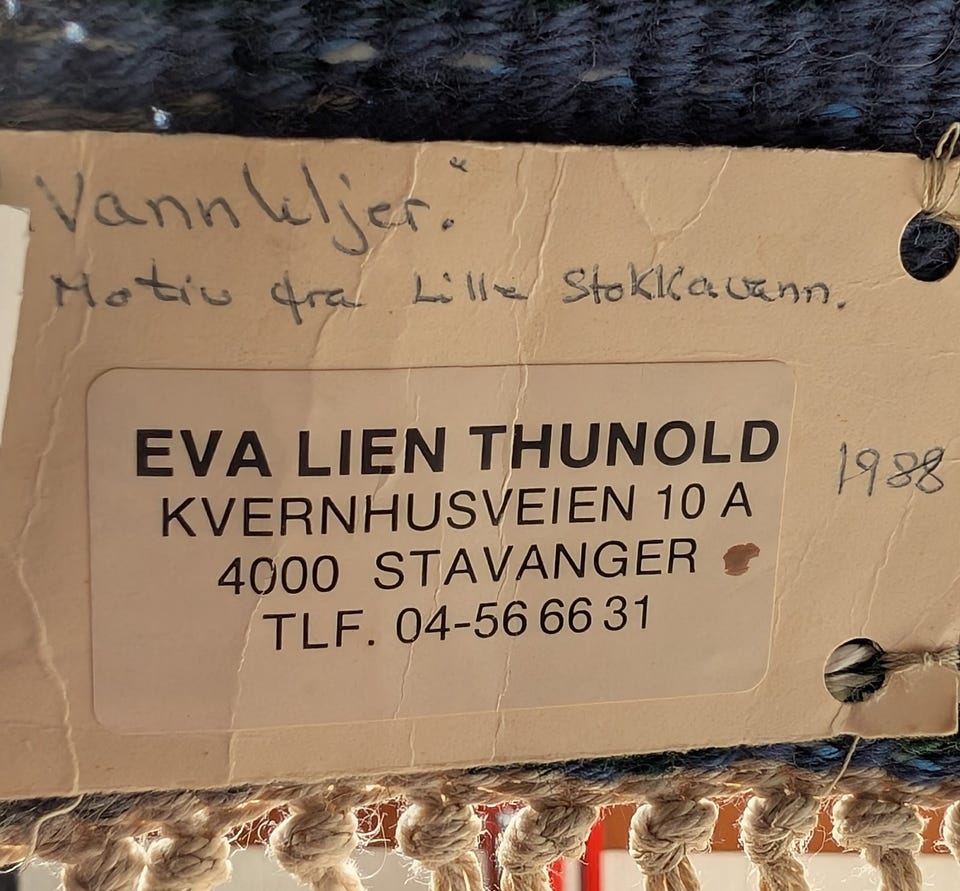 "Vannliljer."
Motiv fra Lille Stokkavann.
EVA LIEN THUNOLD
KVERNHUSVEIEN 10 A
1988
4000 STAVANGER
TLF. 04-56 66 31